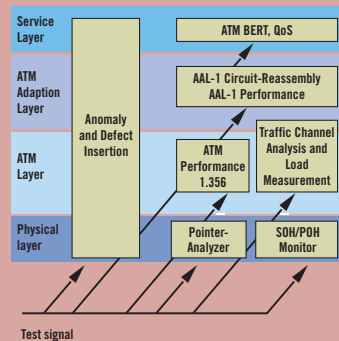 Service
Layer
ATM BERT, QoS
ATM
Adaption
Layer
AAL-1 Circuit-Reassembly
AAL-1 Performance
Anomaly
and Defect
Insertion
ATM
Layer
ATM
Performance
1.356
Traffic Channel
Analysis and
Load
Measurement
Physical
layer
Pointer-
Analyzer
SOH/POH
Monitor
Test signal